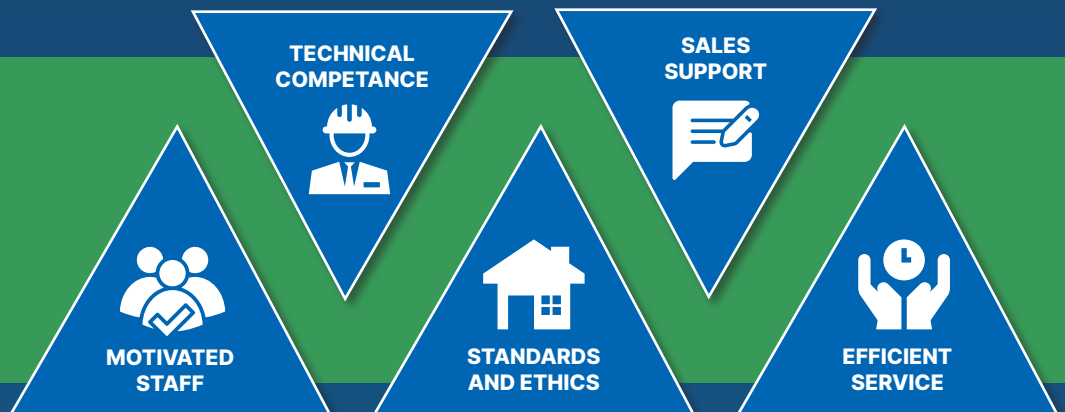 TECHNICAL
COMPETANCE
SALES
SUPPORT
MOTIVATED
STAFF
STANDARDS
AND ETHICS
EFFICIENT
SERVICE